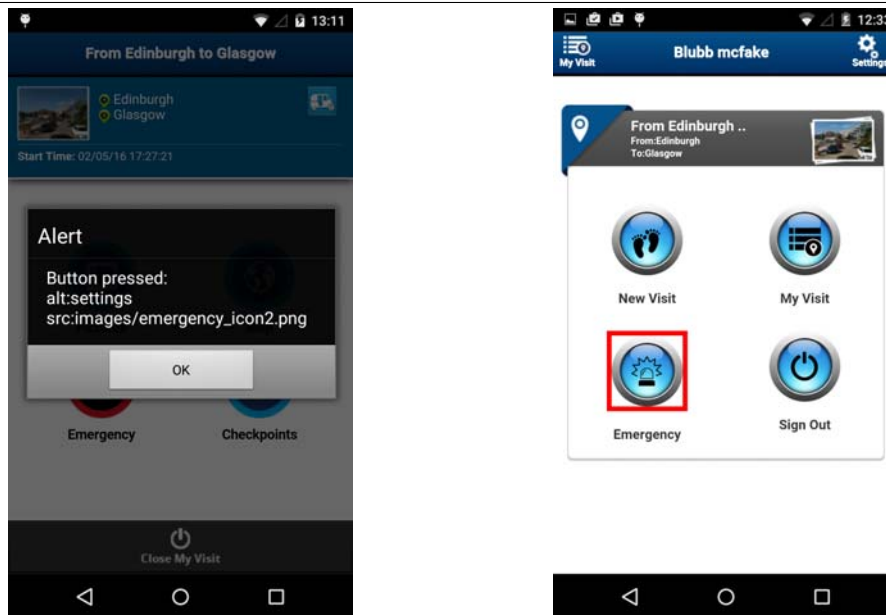 13:11
From Edinburgh to Glasgow
Edinburgh
Glasgow
Start Time: 02/05/16 17:27:21
Alert
Button pressed:
alt:settings
src:images/emergency_icon2.png
OK
Emergency
Checkpoints
Close My Visit
12:33
My Visit
Blubb mcfake
Settings
From Edinburgh ..
From:Edinburgh
To:Glasgow
New Visit
My Visit
Emergency
Sign Out